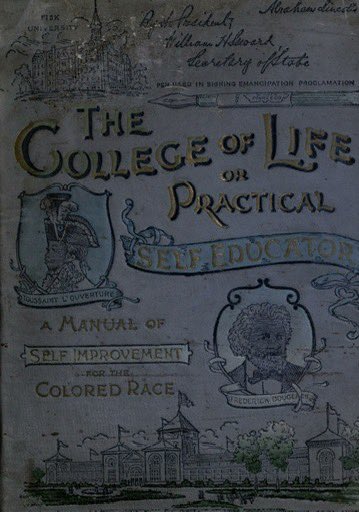 FISK
UNIVERSITY
Abraham Lincoln
By the President;
William H. Seward
Secretary of State
PEN USED IN SIGNING EMANCIPATION PROCLAMATION
THE
COLLEGE OF LIFE
OR
PRACTICAL
SELF-EDUCATOR
TOUSSAINT L'OUVERTURE
A MANUAL OF
SELF IMPROVEMENT
FOR THE
COLORED RACE
FREDERICK DOUGLASS